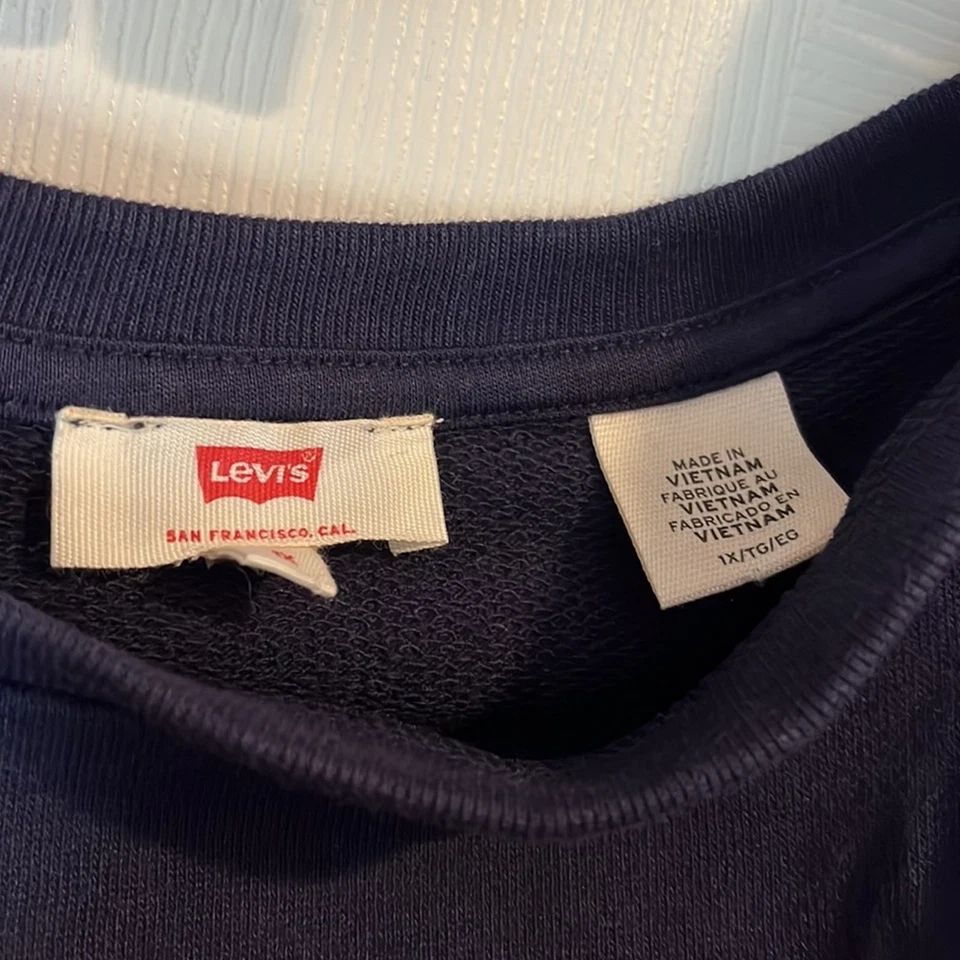 Levi's®
SAN FRANCISCO, CAL.
MADE IN
VIETNAM
FABRIQUE AU
VIETNAM
FABRICADO EN
VIETNAM
1X/TG/EG